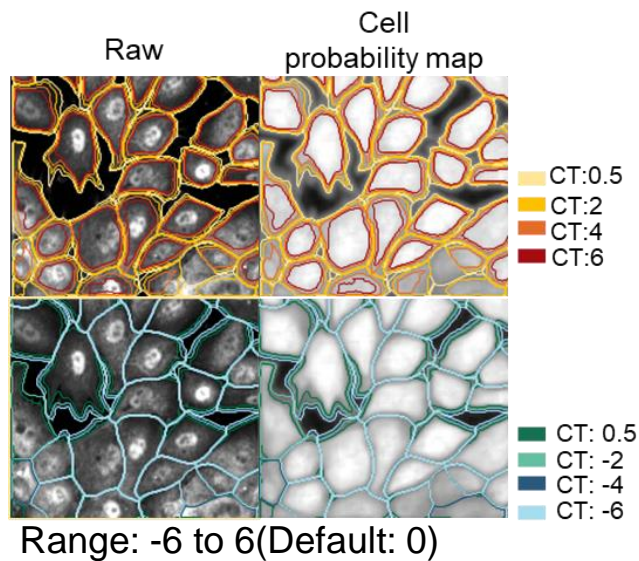 Raw
Cell
probability map
CT:0.5
CT:2
CT:4
CT:6
CT: 0.5
CT: -2
CT: -4
CT: -6
Range: -6 to 6(Default: 0)